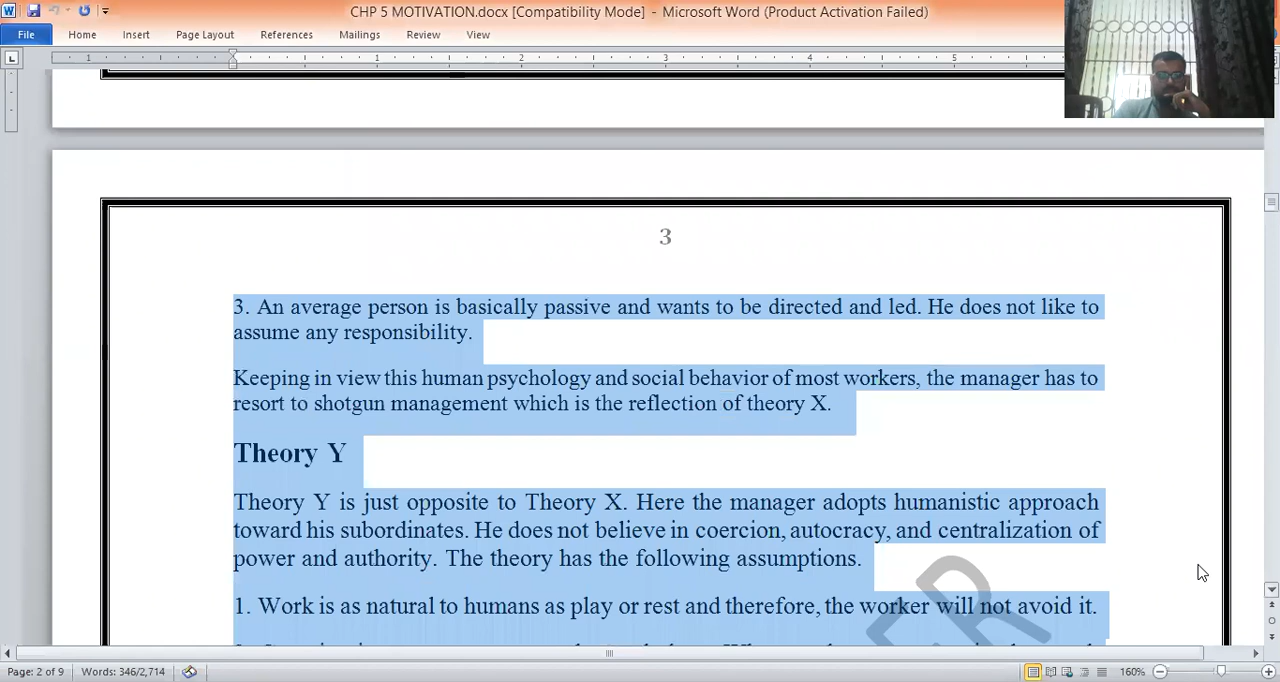 CHP 5 MOTIVATION.docx [Compatibility Mode] - Microsoft Word (Product Activation Failed)
File Home Insert Page Layout References Mailings Review View
1 1 2 3 4 5
3
3. An average person is basically passive and wants to be directed and led. He does not like to
assume any responsibility.
Keeping in view this human psychology and social behavior of most workers, the manager has to
resort to shotgun management which is the reflection of theory X.
Theory Y
Theory Y is just opposite to Theory X. Here the manager adopts humanistic approach
toward his subordinates. He does not believe in coercion, autocracy, and centralization of
power and authority. The theory has the following assumptions.
1. Work is as natural to humans as play or rest and therefore, the worker will not avoid it.
Page: 2 of 9 Words: 346/2,714 160%